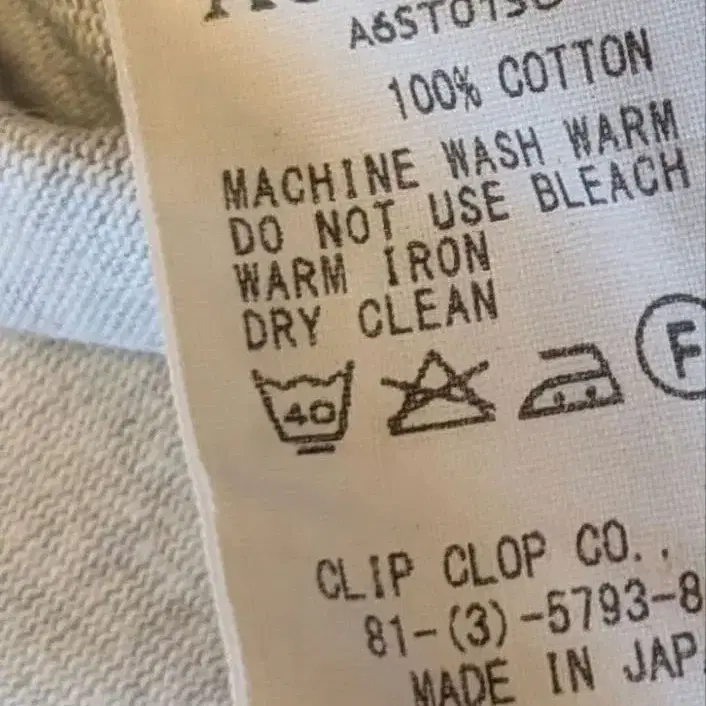 100% COTTON
MACHINE WASH WARM
DO NOT USE BLEACH
WARM IRON
DRY CLEAN
40
F
CLIP CLOP CO.,
81-(3)-5793-8
MADE IN JAP